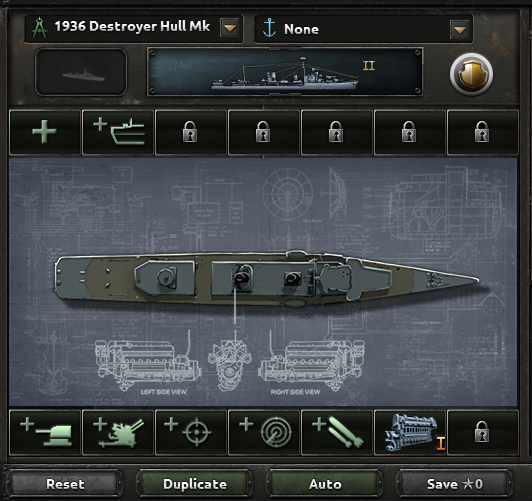 1936 Destroyer Hull Mk
None
II
LEFT SIDE VIEW
RIGHT SIDE VIEW
I
Reset
Duplicate
Auto
Save ★0